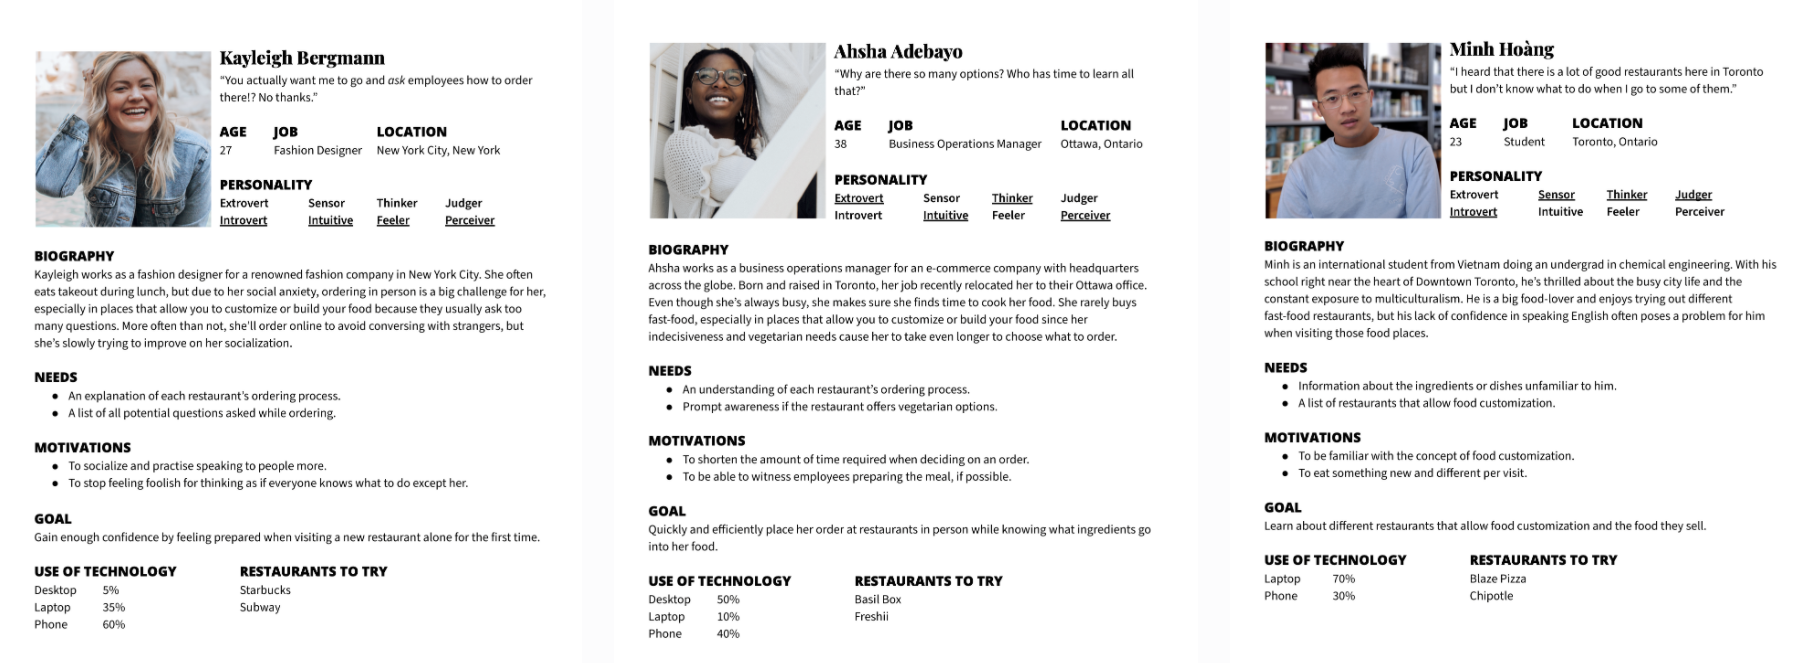 Kayleigh Bergmann
“You actually want me to go and ask employees how to order
there!? No thanks.”
AGE JOB LOCATION
27 Fashion Designer New York City, New York
PERSONALITY
Extrovert Sensor Thinker Judger
Introvert Intuitive Feeler Perceiver
BIOGRAPHY
Kayleigh works as a fashion designer for a renowned fashion company in New York City. She often
eats takeout during lunch, but due to her social anxiety, ordering in person is a big challenge for her,
especially in places that allow you to customize or build your food because they usually ask too
many questions. More often than not, she’ll order online to avoid conversing with strangers, but
she’s slowly trying to improve on her socialization.
NEEDS
● An explanation of each restaurant’s ordering process.
● A list of all potential questions asked while ordering.
MOTIVATIONS
● To socialize and practise speaking to people more.
● To stop feeling foolish for thinking as if everyone knows what to do except her.
GOAL
Gain enough confidence by feeling prepared when visiting a new restaurant alone for the first time.
USE OF TECHNOLOGY RESTAURANTS TO TRY
Desktop 5% Starbucks
Laptop 35% Subway
Phone 60%
Ahsha Adebayo
“Why are there so many options? Who has time to learn all
that?”
AGE JOB LOCATION
38 Business Operations Manager Ottawa, Ontario
PERSONALITY
Extrovert Sensor Thinker Judger
Introvert Intuitive Feeler Perceiver
BIOGRAPHY
Ahsha works as a business operations manager for an e-commerce company with headquarters
across the globe. Born and raised in Toronto, her job recently relocated her to their Ottawa office.
Even though she’s always busy, she makes sure she finds time to cook her food. She rarely buys
fast-food, especially in places that allow you to customize or build your food since her
indecisiveness and vegetarian needs cause her to take even longer to choose what to order.
NEEDS
● An understanding of each restaurant’s ordering process.
● Prompt awareness if the restaurant offers vegetarian options.
MOTIVATIONS
● To shorten the amount of time required when deciding on an order.
● To be able to witness employees preparing the meal, if possible.
GOAL
Quickly and efficiently place her order at restaurants in person while knowing what ingredients go
into her food.
USE OF TECHNOLOGY RESTAURANTS TO TRY
Desktop 50% Basil Box
Laptop 10% Freshii
Phone 40%
Minh Hoàng
“I heard that there is a lot of good restaurants here in Toronto
but I don’t know what to do when I go to some of them.”
AGE JOB LOCATION
23 Student Toronto, Ontario
PERSONALITY
Extrovert Sensor Thinker Judger
Introvert Intuitive Feeler Perceiver
BIOGRAPHY
Minh is an international student from Vietnam doing an undergrad in chemical engineering. With his
school right near the heart of Downtown Toronto, he’s thrilled about the busy city life and the
constant exposure to multiculturalism. He is a big food-lover and enjoys trying out different
fast-food restaurants, but his lack of confidence in speaking English often poses a problem for him
when visiting those food places.
NEEDS
● Information about the ingredients or dishes unfamiliar to him.
● A list of restaurants that allow food customization.
MOTIVATIONS
● To be familiar with the concept of food customization.
● To eat something new and different per visit.
GOAL
Learn about different restaurants that allow food customization and the food they sell.
USE OF TECHNOLOGY RESTAURANTS TO TRY
Laptop 70% Blaze Pizza
Phone 30% Chipotle